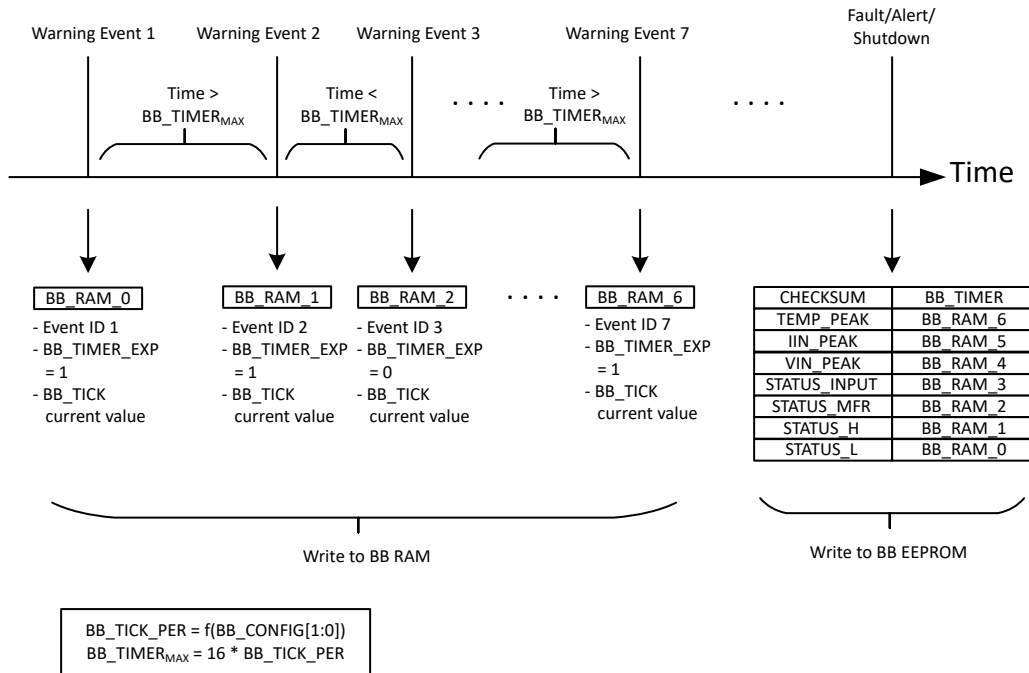 Warning Event 1
Warning Event 2
Warning Event 3
Warning Event 7
Fault/Alert/
Shutdown
Time >
BB_TIMERMAX
Time <
BB_TIMERMAX
. . . .
Time >
BB_TIMERMAX
. . . .
Time
BB_RAM_0
- Event ID 1
- BB_TIMER_EXP
= 1
- BB_TICK
current value
BB_RAM_1
- Event ID 2
- BB_TIMER_EXP
= 1
- BB_TICK
current value
BB_RAM_2
- Event ID 3
- BB_TIMER_EXP
= 0
- BB_TICK
current value
. . . .
BB_RAM_6
- Event ID 7
- BB_TIMER_EXP
= 1
- BB_TICK
current value
CHECKSUM BB_TIMER
TEMP_PEAK BB_RAM_6
IIN_PEAK BB_RAM_5
VIN_PEAK BB_RAM_4
STATUS_INPUT BB_RAM_3
STATUS_MFR BB_RAM_2
STATUS_H BB_RAM_1
STATUS_L BB_RAM_0
Write to BB RAM
Write to BB EEPROM
BB_TICK_PER = f(BB_CONFIG[1:0])
BB_TIMERMAX = 16 * BB_TICK_PER